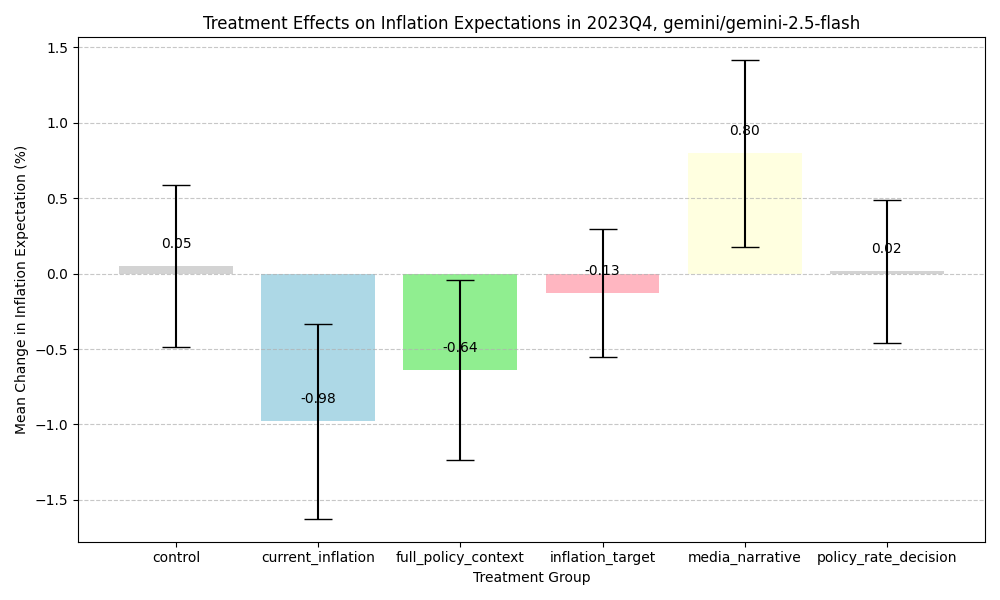 Treatment Effects on Inflation Expectations in 2023Q4, gemini/gemini-2.5-flash
Mean Change in Inflation Expectation (%)
1.5
1.0
0.5
0.0
−0.5
−1.0
−1.5
0.05
-0.98
-0.64
-0.13
0.80
0.02
control
current_inflation
full_policy_context
inflation_target
media_narrative
policy_rate_decision
Treatment Group